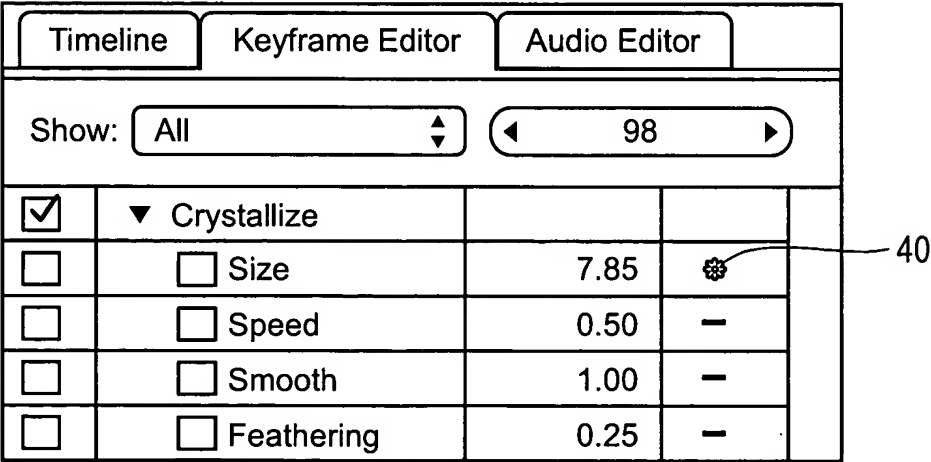 Timeline Keyframe Editor Audio Editor
Show: All 98
Crystallize
Size 7.85 40
Speed 0.50 –
Smooth 1.00 –
Feathering 0.25 –